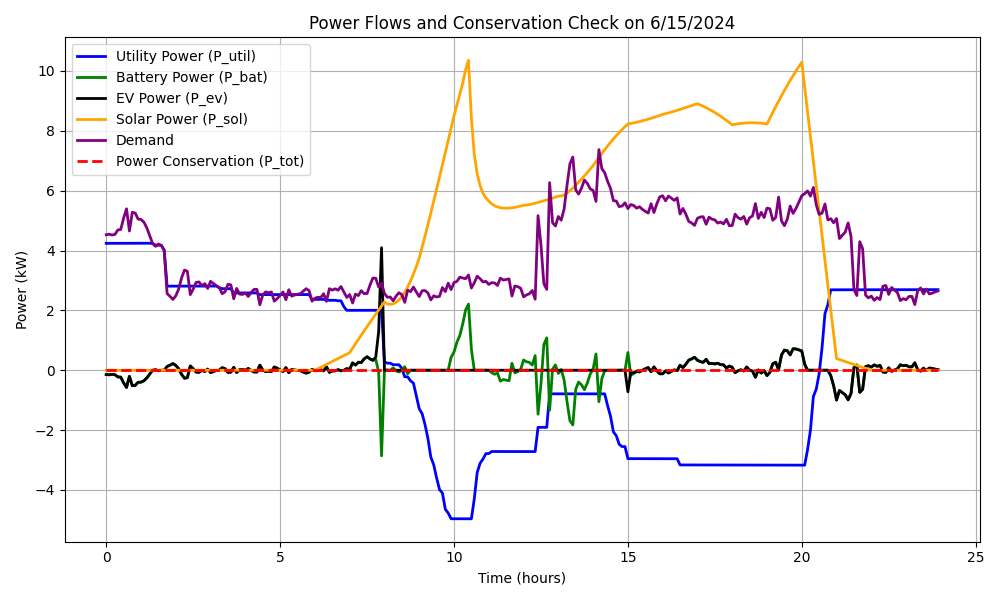 Power Flows and Conservation Check on 6/15/2024
Utility Power (P_util)
Battery Power (P_bat)
EV Power (P_ev)
Solar Power (P_sol)
Demand
Power Conservation (P_tot)
Power (kW)
10
8
6
4
2
0
−2
−4
0
5
10
15
20
25
Time (hours)